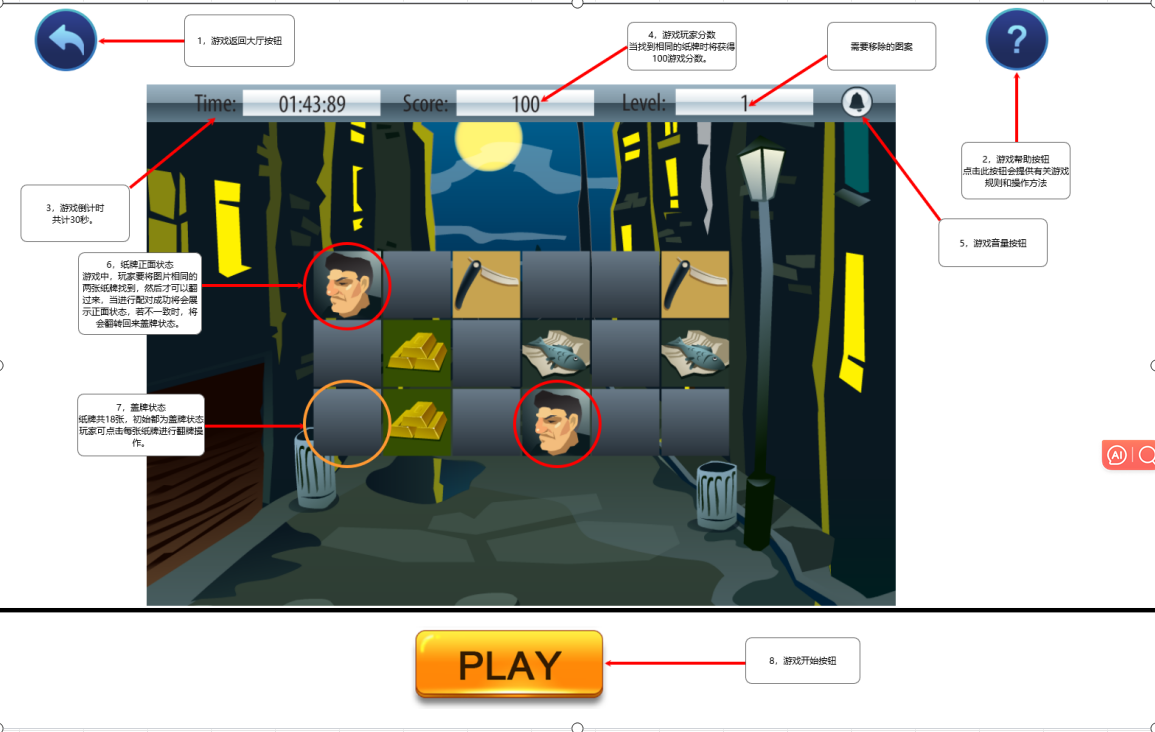 1，游戏返回大厅按钮
4，游戏玩家分数
当找到相同的纸牌时将获得
100游戏分数。
需要移除的图案
?
Time:
01:43:89
Score:
100
Level:
1
2，游戏帮助按钮
点击此按钮会提供有关游戏
规则和操作方法
3，游戏倒计时
共计30秒。
5，游戏音量按钮
6，纸牌正面状态
游戏中，玩家要将图片相同的
两张纸牌找到，然后才可以翻
过来，当进行配对成功将会展
示正面状态，若不一致时，将
会翻转回来盖牌状态。
7，盖牌状态
纸牌共18张，初始都为盖牌状态
玩家可点击每张纸牌进行翻牌操
作。
AI
PLAY
8，游戏开始按钮